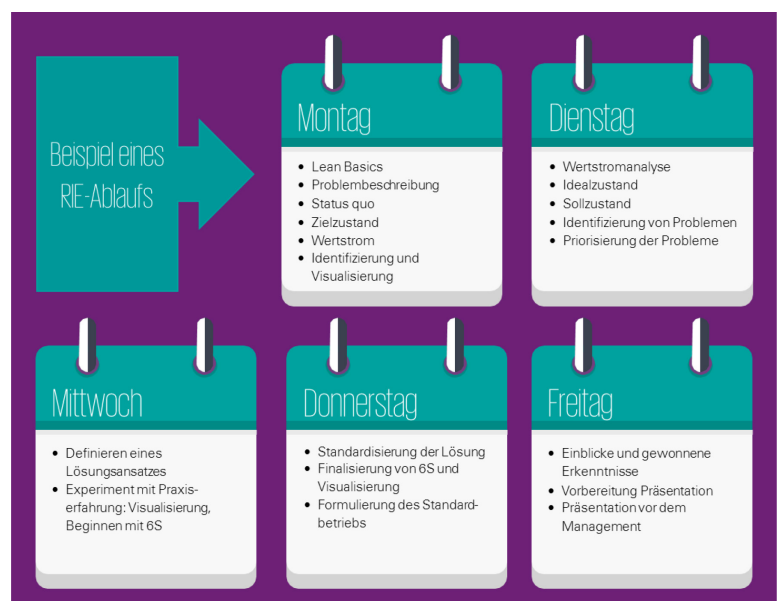 Beispiel eines
RIE-Ablaufs
Montag
• Lean Basics
• Problembeschreibung
• Status quo
• Zielzustand
• Wertstrom
• Identifizierung und
Visualisierung
Dienstag
• Wertstromanalyse
• Idealzustand
• Sollzustand
• Identifizierung von Problemen
• Priorisierung der Probleme
Mittwoch
• Definieren eines
Lösungsansatzes
• Experiment mit Praxis-
erfahrung: Visualisierung,
Beginnen mit 6S
Donnerstag
• Standardisierung der Lösung
• Finalisierung von 6S und
Visualisierung
• Formulierung des Standard-
betriebs
Freitag
• Einblicke und gewonnene
Erkenntnisse
• Vorbereitung Präsentation
• Präsentation vor dem
Management